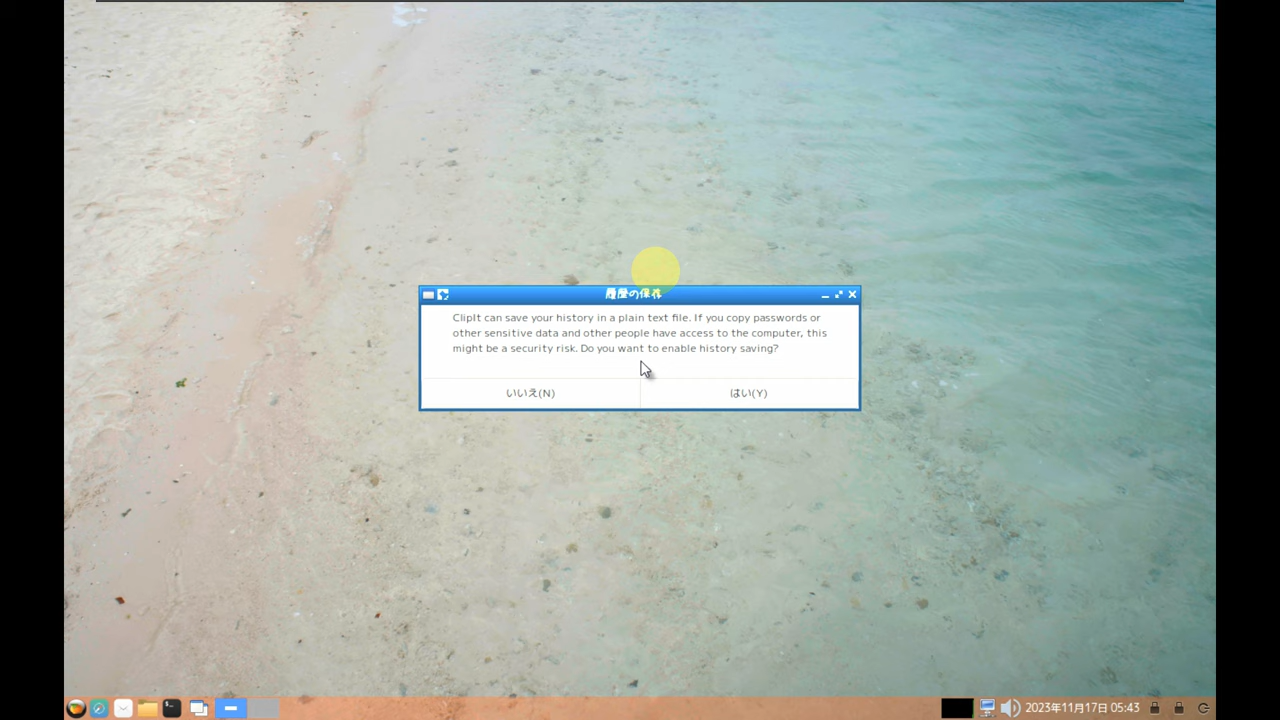 履歴の保存
ClipIt can save your history in a plain text file. If you copy passwords or
other sensitive data and other people have access to the computer, this
might be a security risk. Do you want to enable history saving?
いいえ(N) はい(Y)
2023年11月17日 05:43